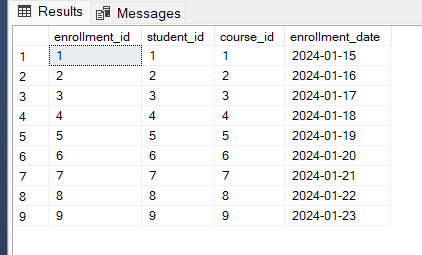 Results Messages
enrollment_id student_id course_id enrollment_date
1 1 1 1 2024-01-15
2 2 2 2 2024-01-16
3 3 3 3 2024-01-17
4 4 4 4 2024-01-18
5 5 5 5 2024-01-19
6 6 6 6 2024-01-20
7 7 7 7 2024-01-21
8 8 8 8 2024-01-22
9 9 9 9 2024-01-23